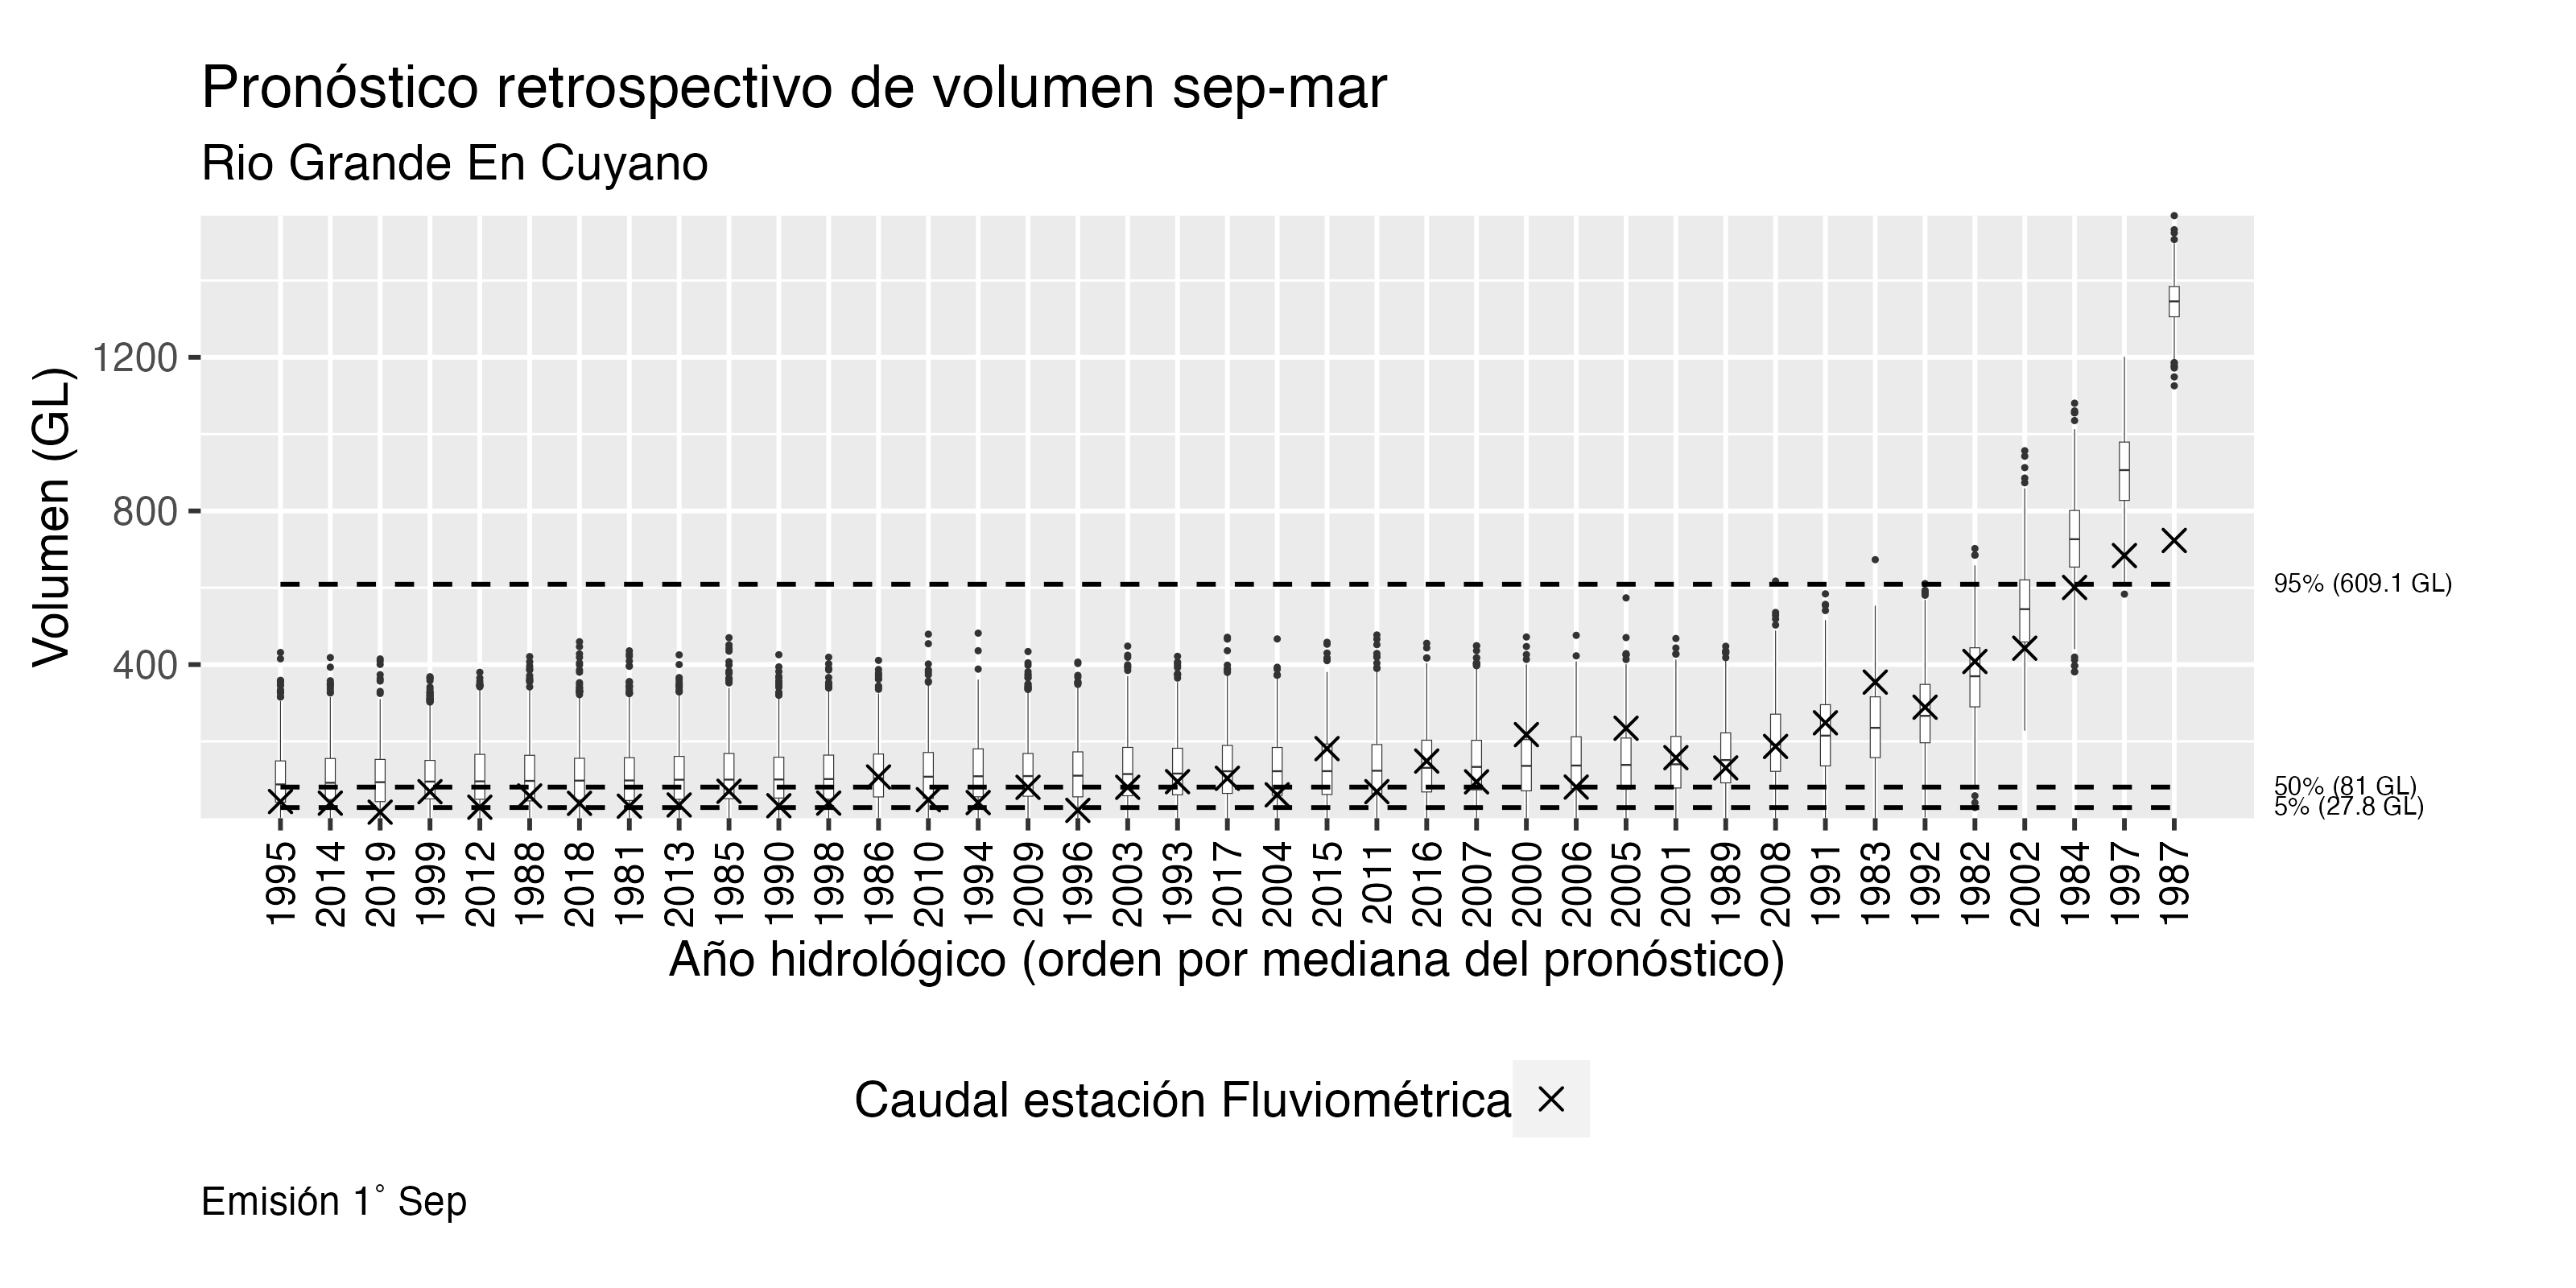 Pronóstico retrospectivo de volumen sep-mar
Rio Grande En Cuyano
Volumen (GL)
1200
800
400
95% (609.1 GL)
50% (81 GL)
5% (27.8 GL)
1995 2014 2019 1999 2012 1988 2018 1981 2013 1985 1990 1998 1986 2010 1994 2009 1996 2003 1993 2017 2004 2015 2011 2016 2007 2000 2006 2005 2001 1989 2008 1991 1983 1992 1982 2002 1984 1997 1987
Año hidrológico (orden por mediana del pronóstico)
Caudal estación Fluviométrica
Emisión 1° Sep